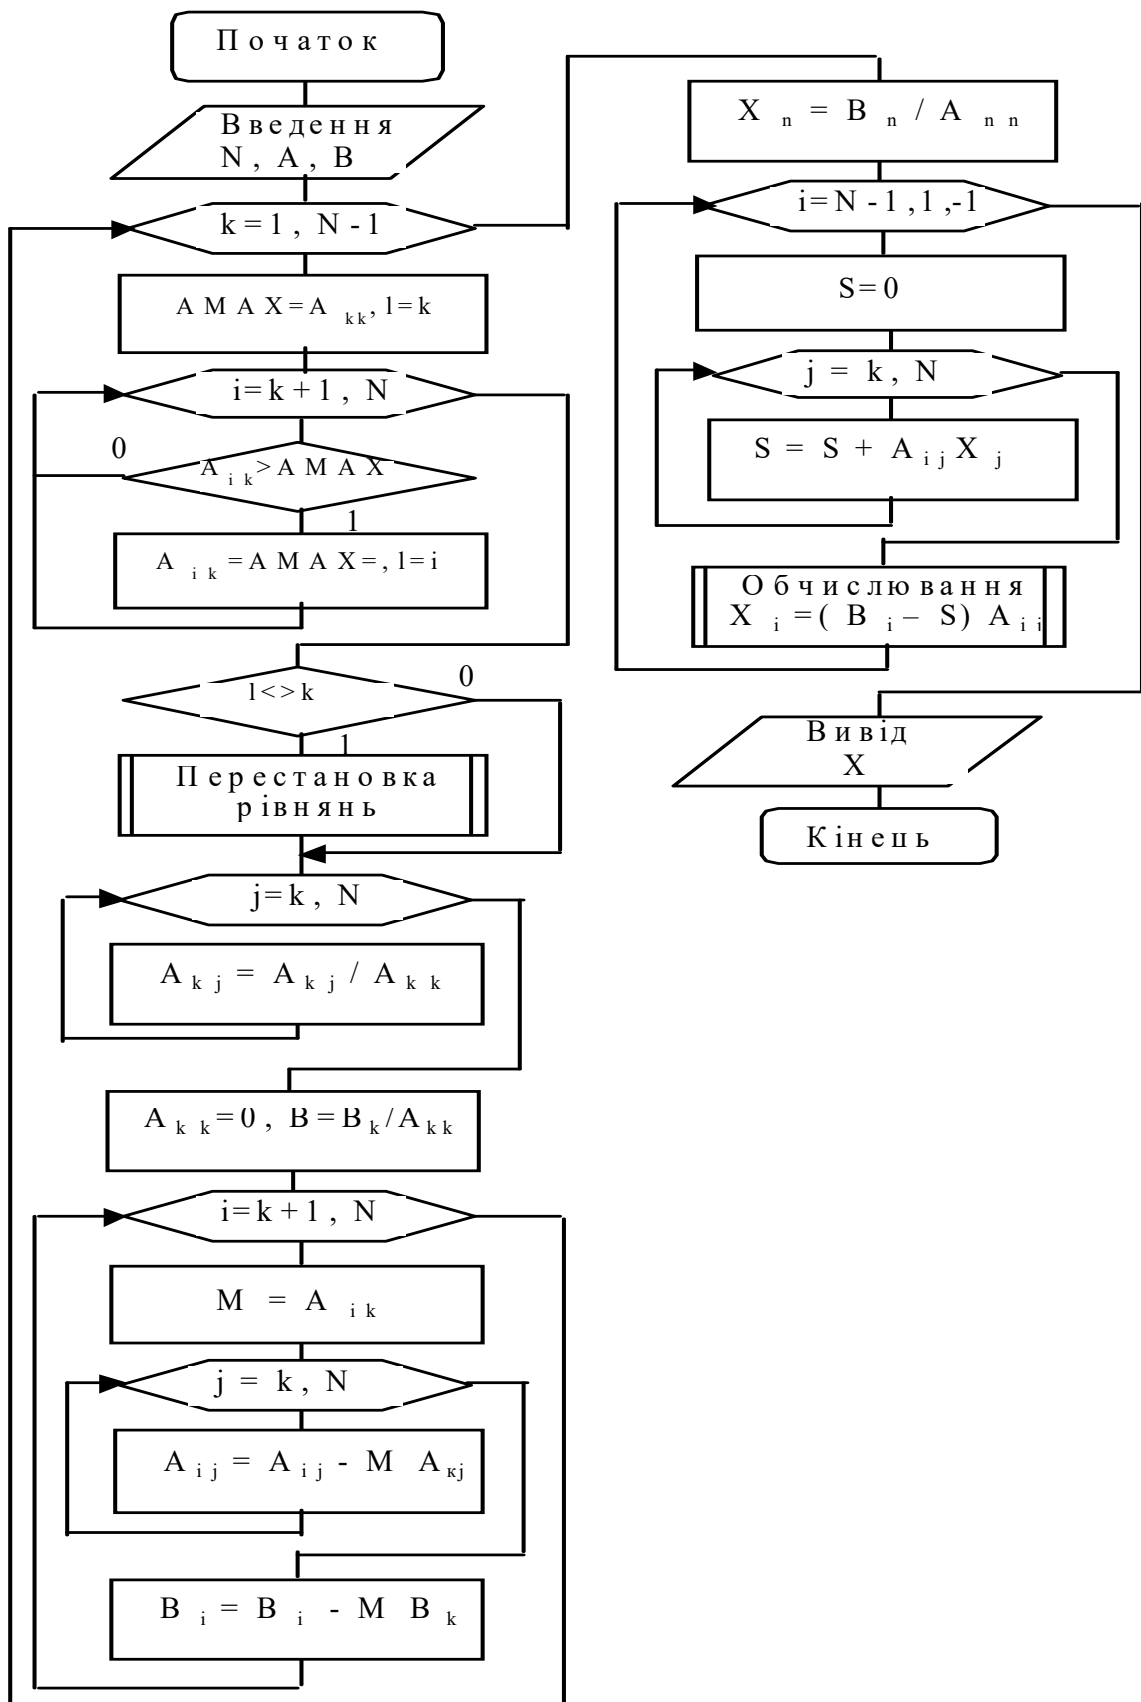 Початок
Введення
N, A, B
k=1, N-1
AMAX=A kk, l=k
i=k+1, N
0
A ik>AMAX
1
A ik =AMAX=, l=i
l<>k
0
1
Перестановка
рівнянь
j=k, N
A kj = A kj / A kk
A kk=0, B=B k/A kk
i=k+1, N
M = A ik
j = k, N
A ij = A ij - M A кj
B i = B i - M B k
X n = B n / A nn
i=N-1,1,-1
S=0
j = k, N
S = S + A ij X j
Обчислювання
X i =( B i – S) A ii
Вивід
X
Кінець